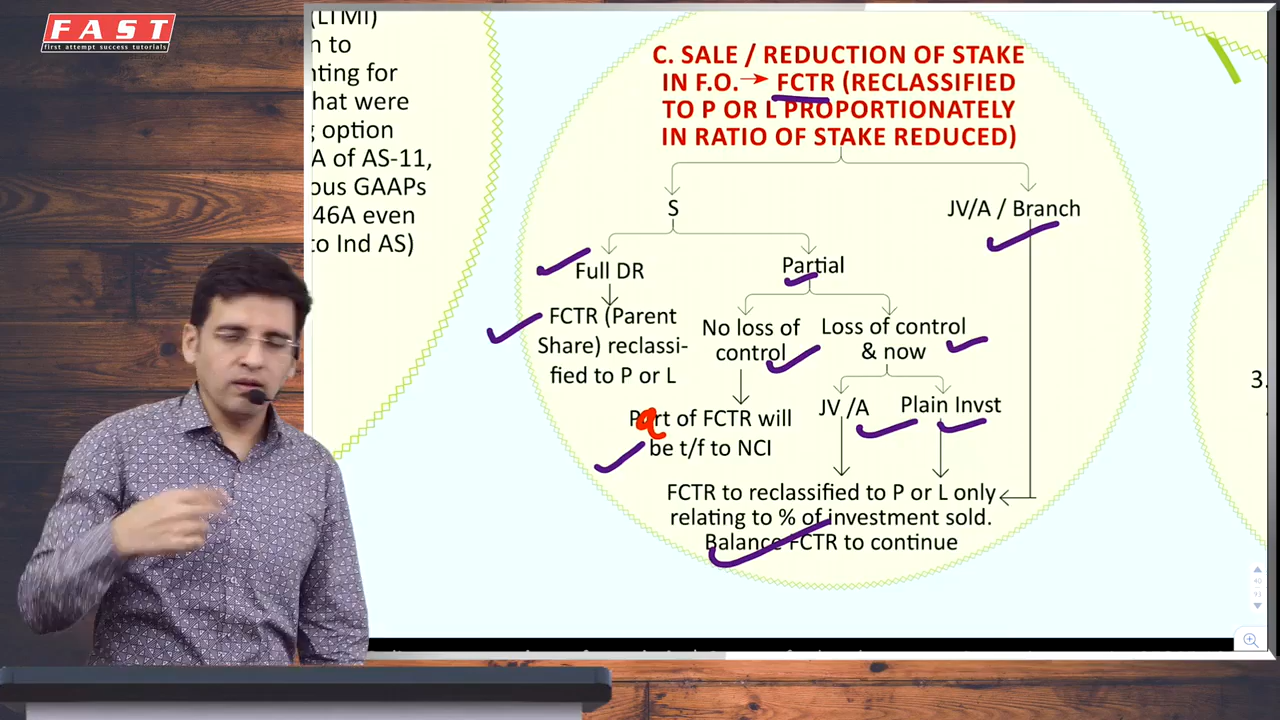 FAST
first attempt success tutorials
(LTMI)
n to
nting for
hat were
g option
A of AS-11,
ous GAAPs
46A even
to Ind AS)
C. SALE / REDUCTION OF STAKE
IN F.O.→ FCTR (RECLASSIFIED
TO P OR L PROPORTIONATELY
IN RATIO OF STAKE REDUCED)
S
JV/A / Branch
Full DR
Partial
FCTR (Parent
Share) reclassi-
fied to P or L
No loss of
control
Loss of control
& now
Part of FCTR will
be t/f to NCI
JV /A
Plain Invst
FCTR to reclassified to P or L only
relating to % of investment sold.
Balance FCTR to continue
3.